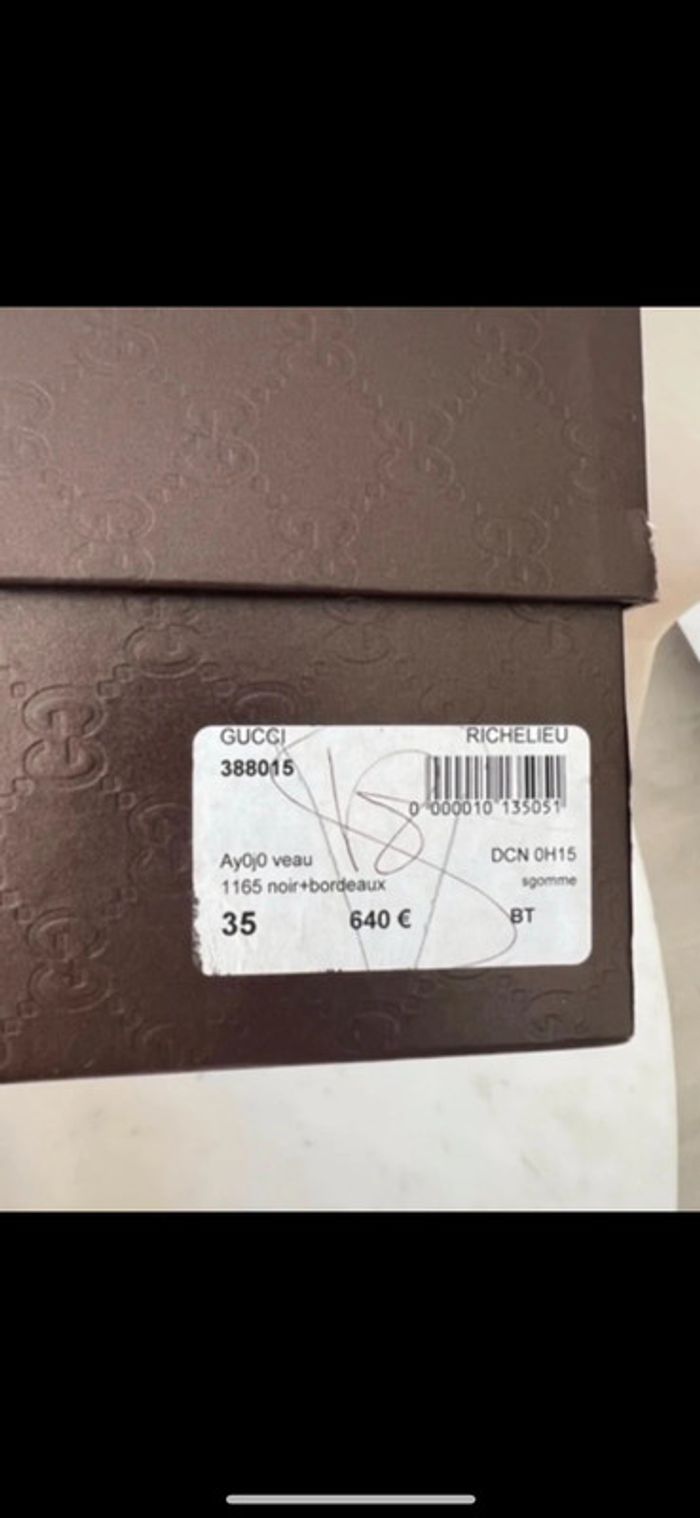 GUCCI RICHELIEU
388015
0 000010 135051
Ay0j0 veau DCN 0H15
1165 noir+bordeaux sgomme
35 640 € BT